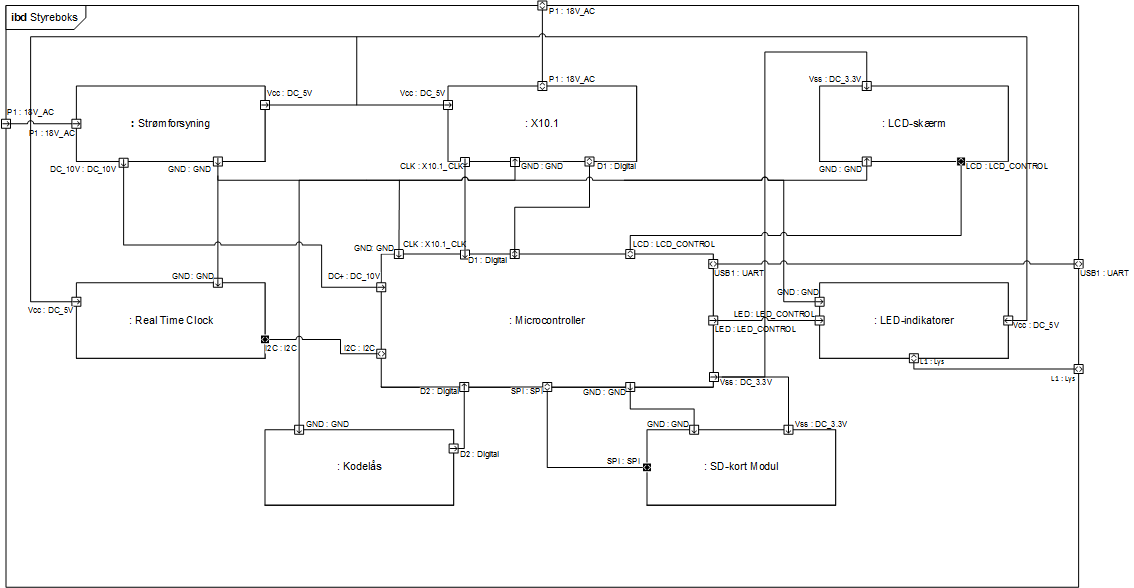 ibd Styreboks
P1 : 18V_AC
P1 : 18V_AC
Vss : DC_3.3V
Vcc : DC_5V
Vcc : DC_5V
P1 : 18V_AC
P1 : 18V_AC
: Strømforsyning
: X10.1
: LCD-skærm
DC_10V : DC_10V
GND : GND
CLK : X10.1_CLK
GND : GND
D1 : Digital
GND : GND
LCD : LCD_CONTROL
GND: GND
CLK : X10.1_CLK
D1 : Digital
LCD : LCD_CONTROL
GND : GND
DC+ : DC_10V
USB1 : UART
USB1 : UART
GND : GND
Vcc : DC_5V
: Real Time Clock
: Microcontroller
LED : LED_CONTROL
LED : LED_CONTROL
: LED-indikatorer
Vcc : DC_5V
I2C : I2C
I2C : I2C
L1 : Lys
L1 : Lys
D2 : Digital
SPI : SPI
GND : GND
Vss : DC_3.3V
GND : GND
GND : GND
Vss : DC_3.3V
D2 : Digital
SPI : SPI
: Kodelås
: SD-kort Modul